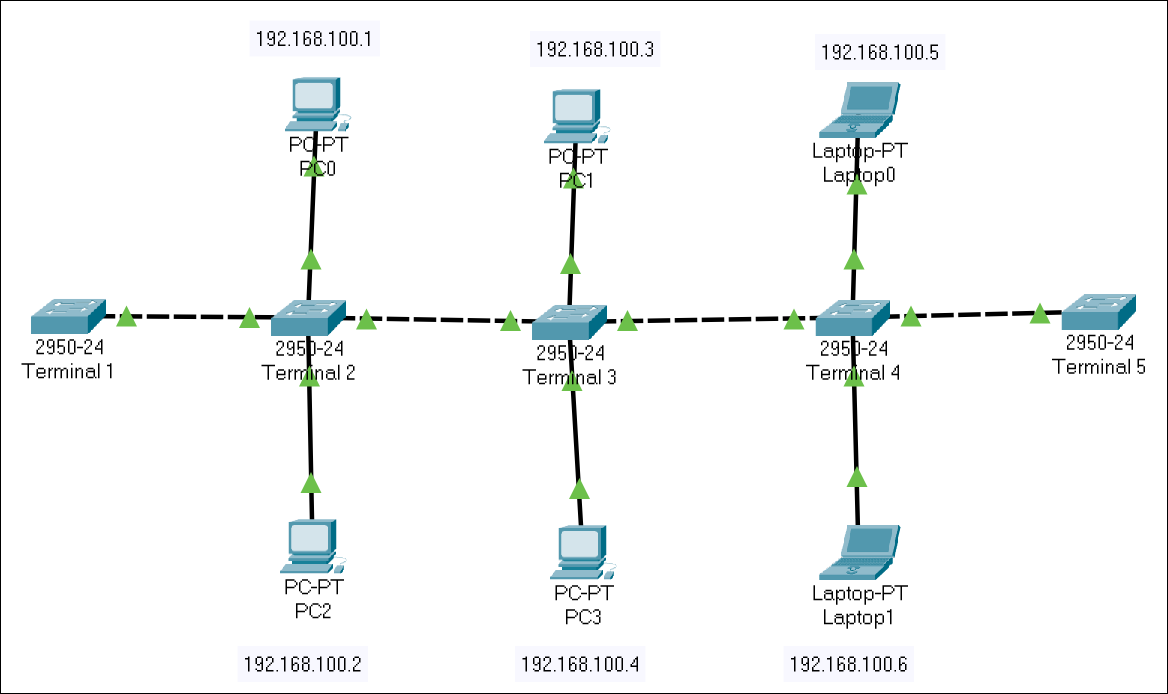 192.168.100.1
192.168.100.3
192.168.100.5
PC-PT
PC0
PC-PT
PC1
Laptop-PT
Laptop0
2950-24
Terminal 1
2950-24
Terminal 2
2950-24
Terminal 3
2950-24
Terminal 4
2950-24
Terminal 5
PC-PT
PC2
PC-PT
PC3
Laptop-PT
Laptop1
192.168.100.2
192.168.100.4
192.168.100.6